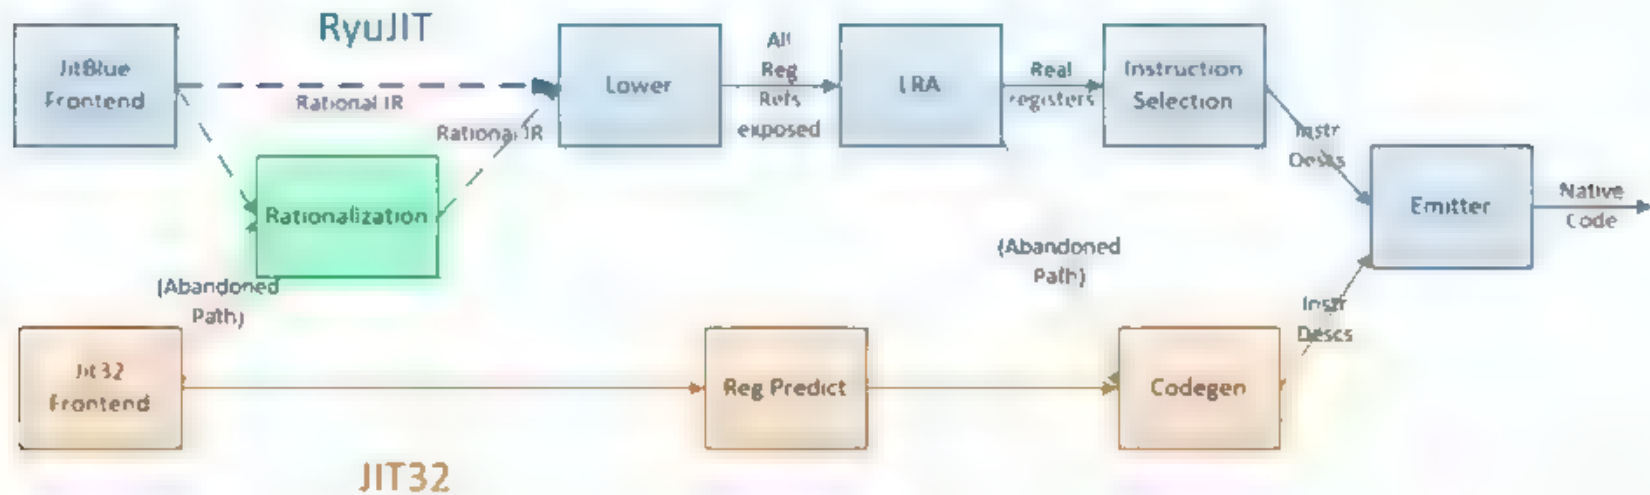 RyuJIT
JitBlue
Frontend
Rational IR
Rational IR
Rationalization
Lower
All
Reg
Refs
exposed
LRA
Real
registers
Instruction
Selection
Instr
Descs
Emitter
Native
Code
(Abandoned
Path)
(Abandoned
Path)
Jit32
Frontend
Reg Predict
Codegen
Instr
Descs
JIT32